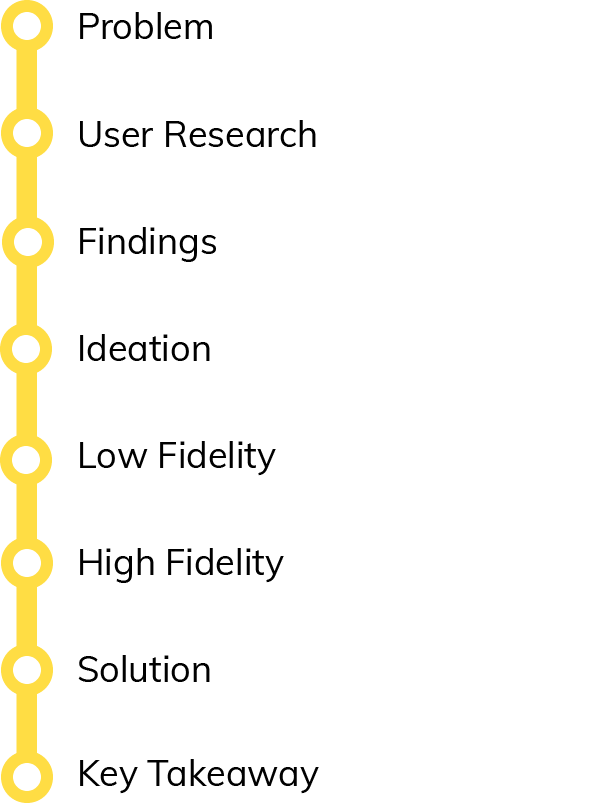 Problem
User Research
Findings
Ideation
Low Fidelity
High Fidelity
Solution
Key Takeaway